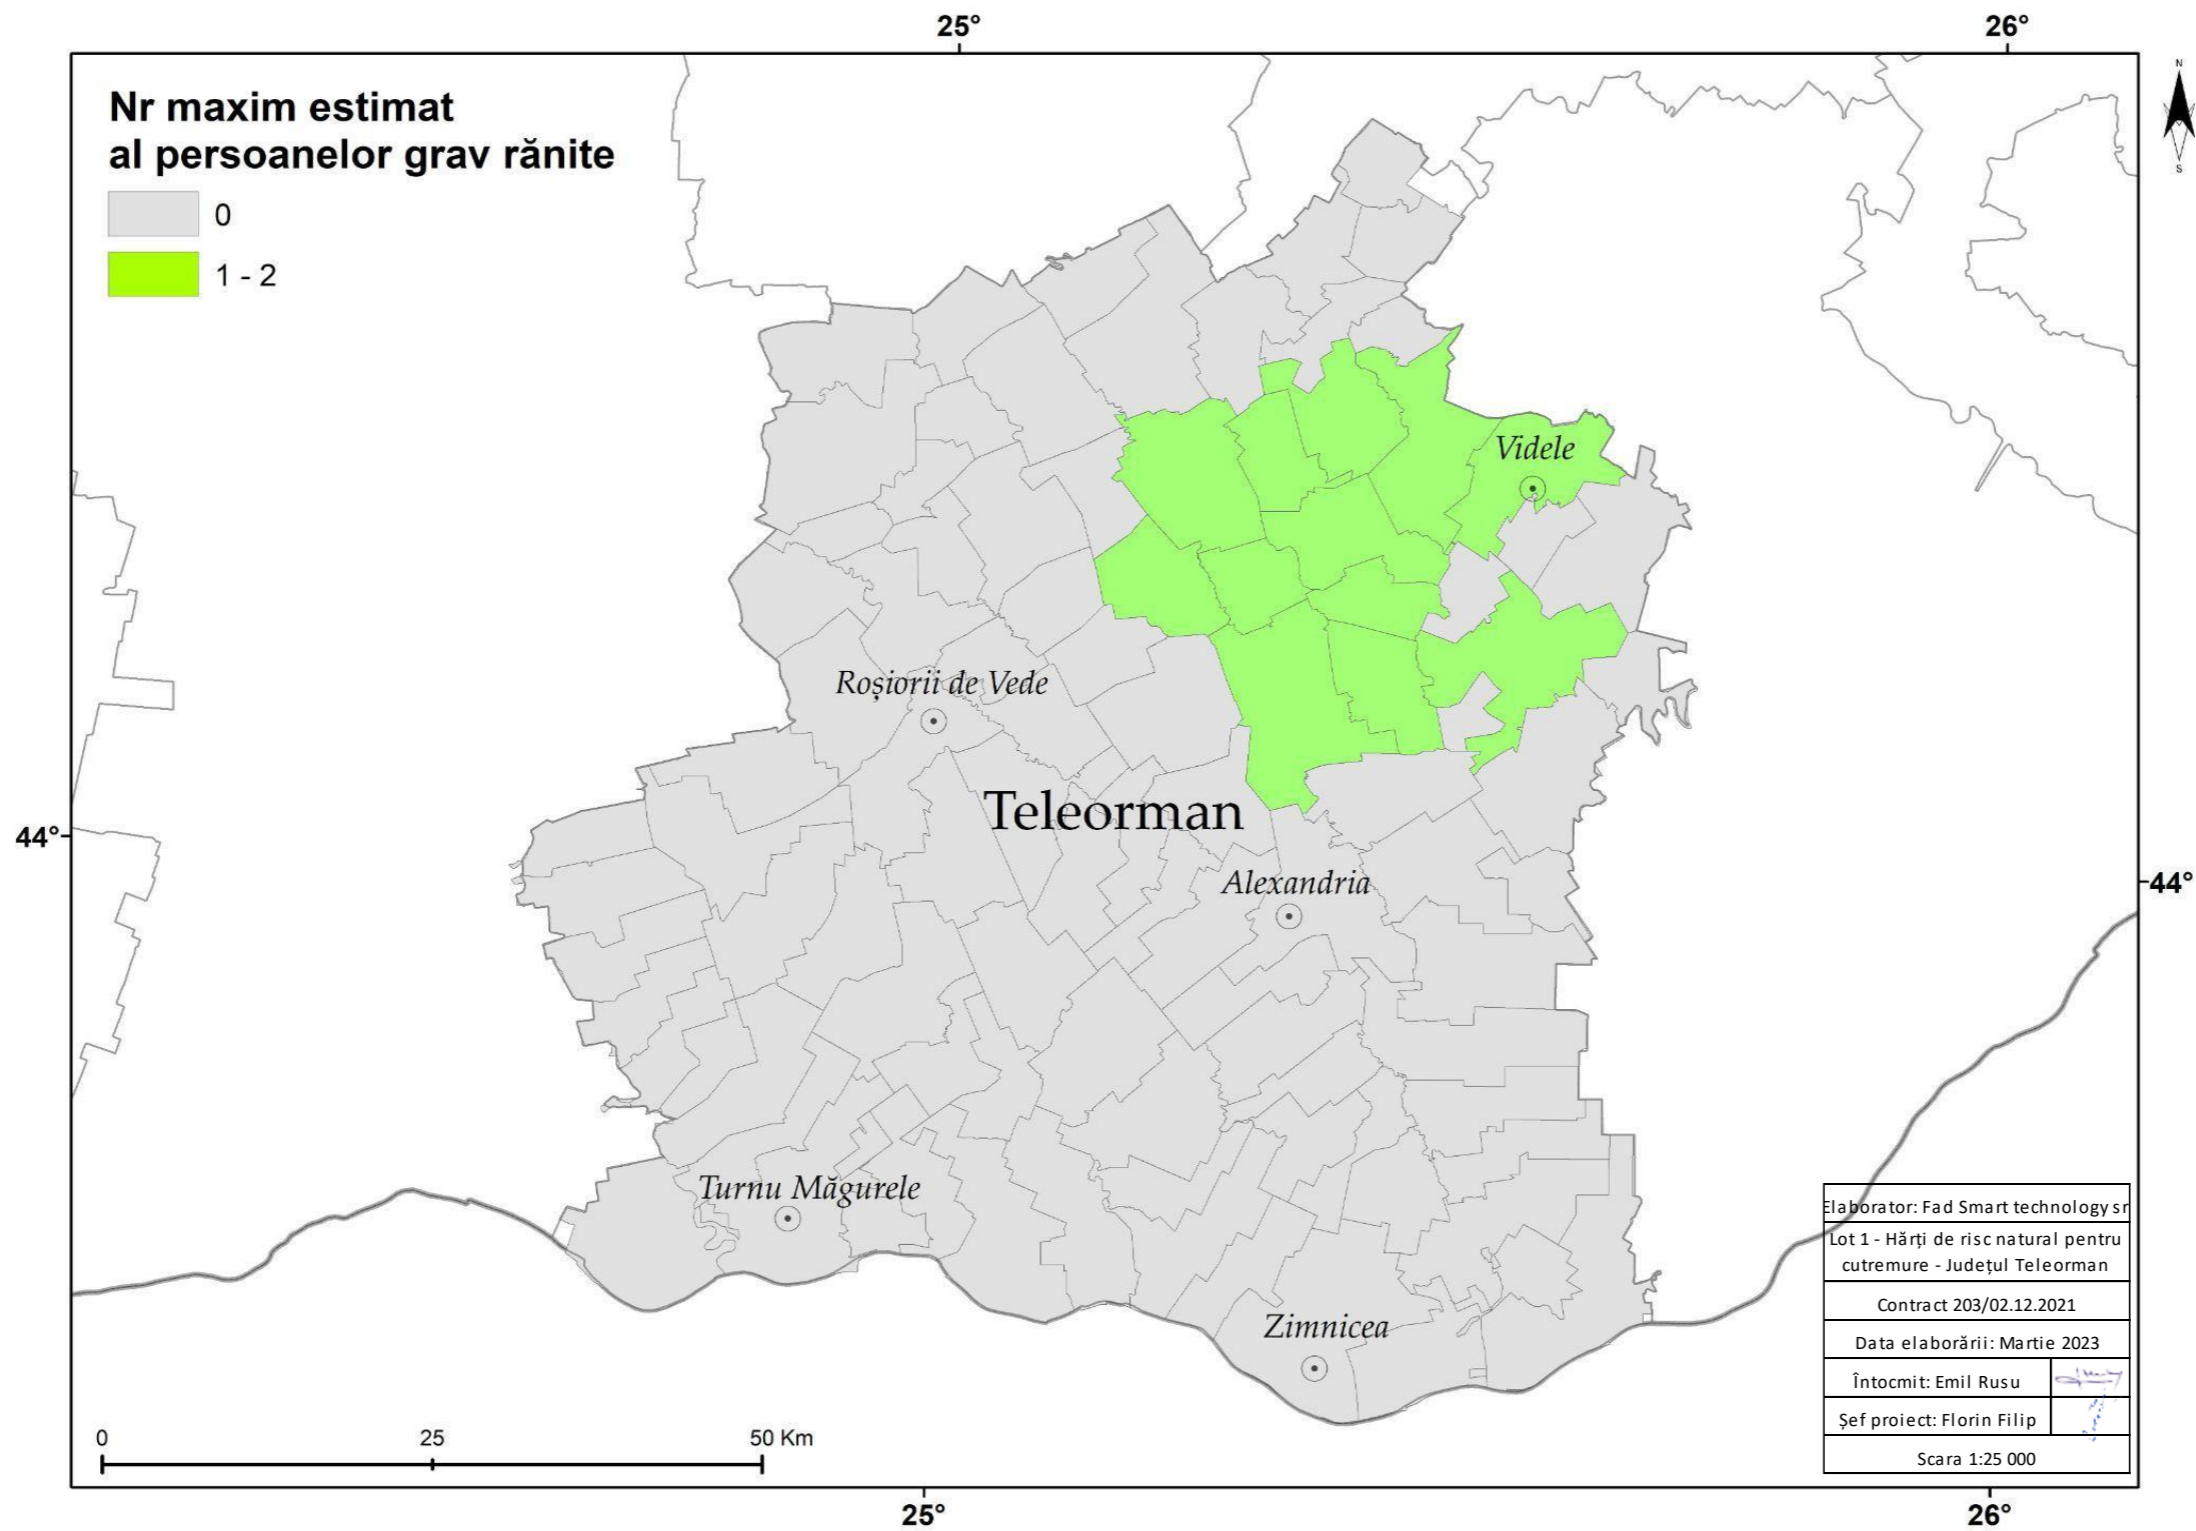 25°
26°
N
S
Nr maxim estimat
al persoanelor grav rănite
0
1 - 2
Videle
Roșiorii de Vede
Teleorman
44°
Alexandria
44°
Turnu Măgurele
Zimnicea
Elaborator: Fad Smart technology sr
Lot 1 - Hărți de risc natural pentru
cutremure - Județul Teleorman
Contract 203/02.12.2021
Data elaborării: Martie 2023
Întocmit: Emil Rusu
Șef proiect: Florin Filip
Scara 1:25 000
0 25 50 Km
25°
26°